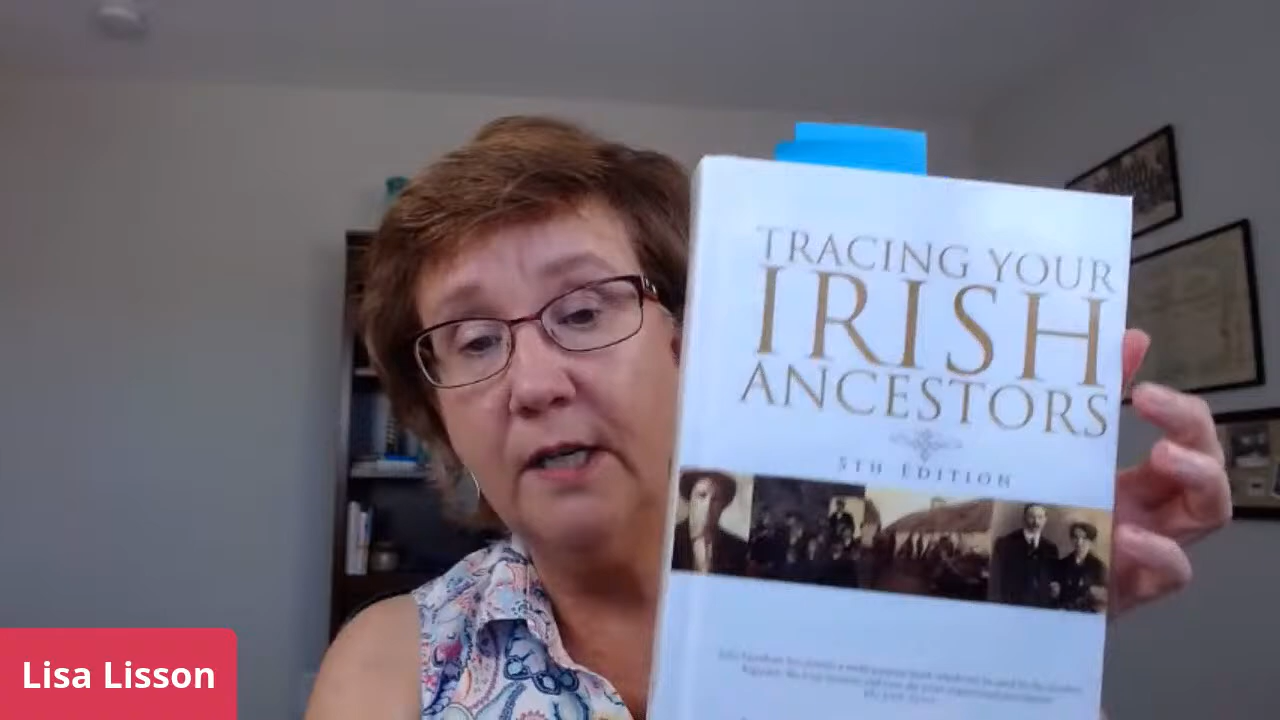 TRACING YOUR
IRISH
ANCESTORS
5TH EDITION
Lisa Lisson